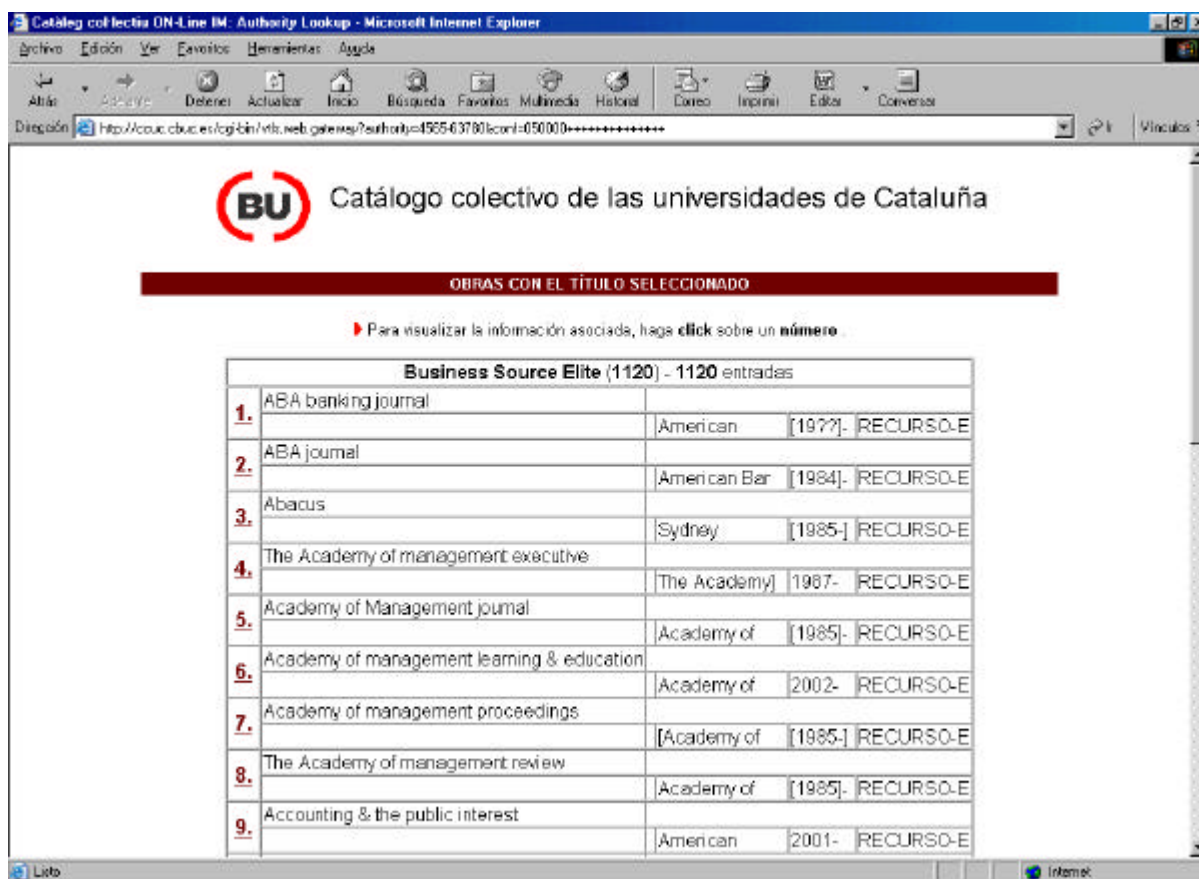 Catàleg col·lectiu ON-Line IM: Authority Lookup - Microsoft Internet Explorer
Archivo Edición Ver Favoritos Herramientas Ayuda
Atrás Adelante Detener Actualizar Inicio Búsqueda Favoritos Multimedia Historial Correo Imprimir Editar Conversar
Dirección Ir Vínculos
BU Catálogo colectivo de las universidades de Cataluña
OBRAS CON EL TÍTULO SELECCIONADO
Para visualizar la información asociada, haga click sobre un número .
Business Source Elite (1120) - 1120 entradas
1. ABA banking journal
American [19??]- RECURSO-E
2. ABA journal
American Bar [1984]- RECURSO-E
3. Abacus
Sydney [1985-] RECURSO-E
4. The Academy of management executive
The Academy] 1987- RECURSO-E
5. Academy of Management journal
Academy of [1985]- RECURSO-E
6. Academy of management learning & education
Academy of 2002- RECURSO-E
7. Academy of management proceedings
[Academy of [1985-] RECURSO-E
8. The Academy of management review
Academy of [1985]- RECURSO-E
9. Accounting & the public interest
American 2001- RECURSO-E
Listo Internet